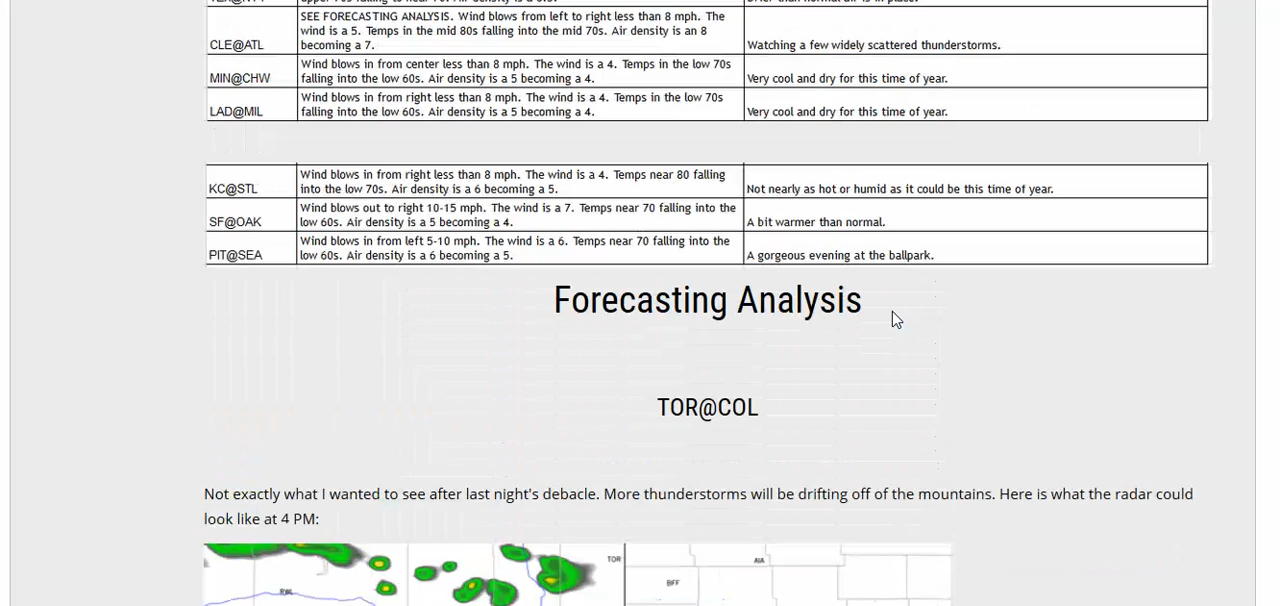 SEE FORECASTING ANALYSIS. Wind blows from left to right less than 8 mph. The
wind is a 5. Temps in the mid 80s falling into the mid 70s. Air density is an 8
CLE@ATL becoming a 7. Watching a few widely scattered thunderstorms.
Wind blows in from center less than 8 mph. The wind is a 4. Temps in the low 70s
MIN@CHW falling into the low 60s. Air density is a 5 becoming a 4. Very cool and dry for this time of year.
Wind blows in from right less than 8 mph. The wind is a 4. Temps in the low 70s
LAD@MIL falling into the low 60s. Air density is a 5 becoming a 4. Very cool and dry for this time of year.
Wind blows in from right less than 8 mph. The wind is a 4. Temps near 80 falling
KC@STL into the low 70s. Air density is a 6 becoming a 5. Not nearly as hot or humid as it could be this time of year.
Wind blows out to right 10-15 mph. The wind is a 7. Temps near 70 falling into the
SF@OAK low 60s. Air density is a 5 becoming a 4. A bit warmer than normal.
Wind blows in from left 5-10 mph. The wind is a 6. Temps near 70 falling into the
PIT@SEA low 60s. Air density is a 6 becoming a 5. A gorgeous evening at the ballpark.
Forecasting Analysis
TOR@COL
Not exactly what I wanted to see after last night's debacle. More thunderstorms will be drifting off of the mountains. Here is what the radar could
look like at 4 PM:
TOR
AIA
BFF
RWL